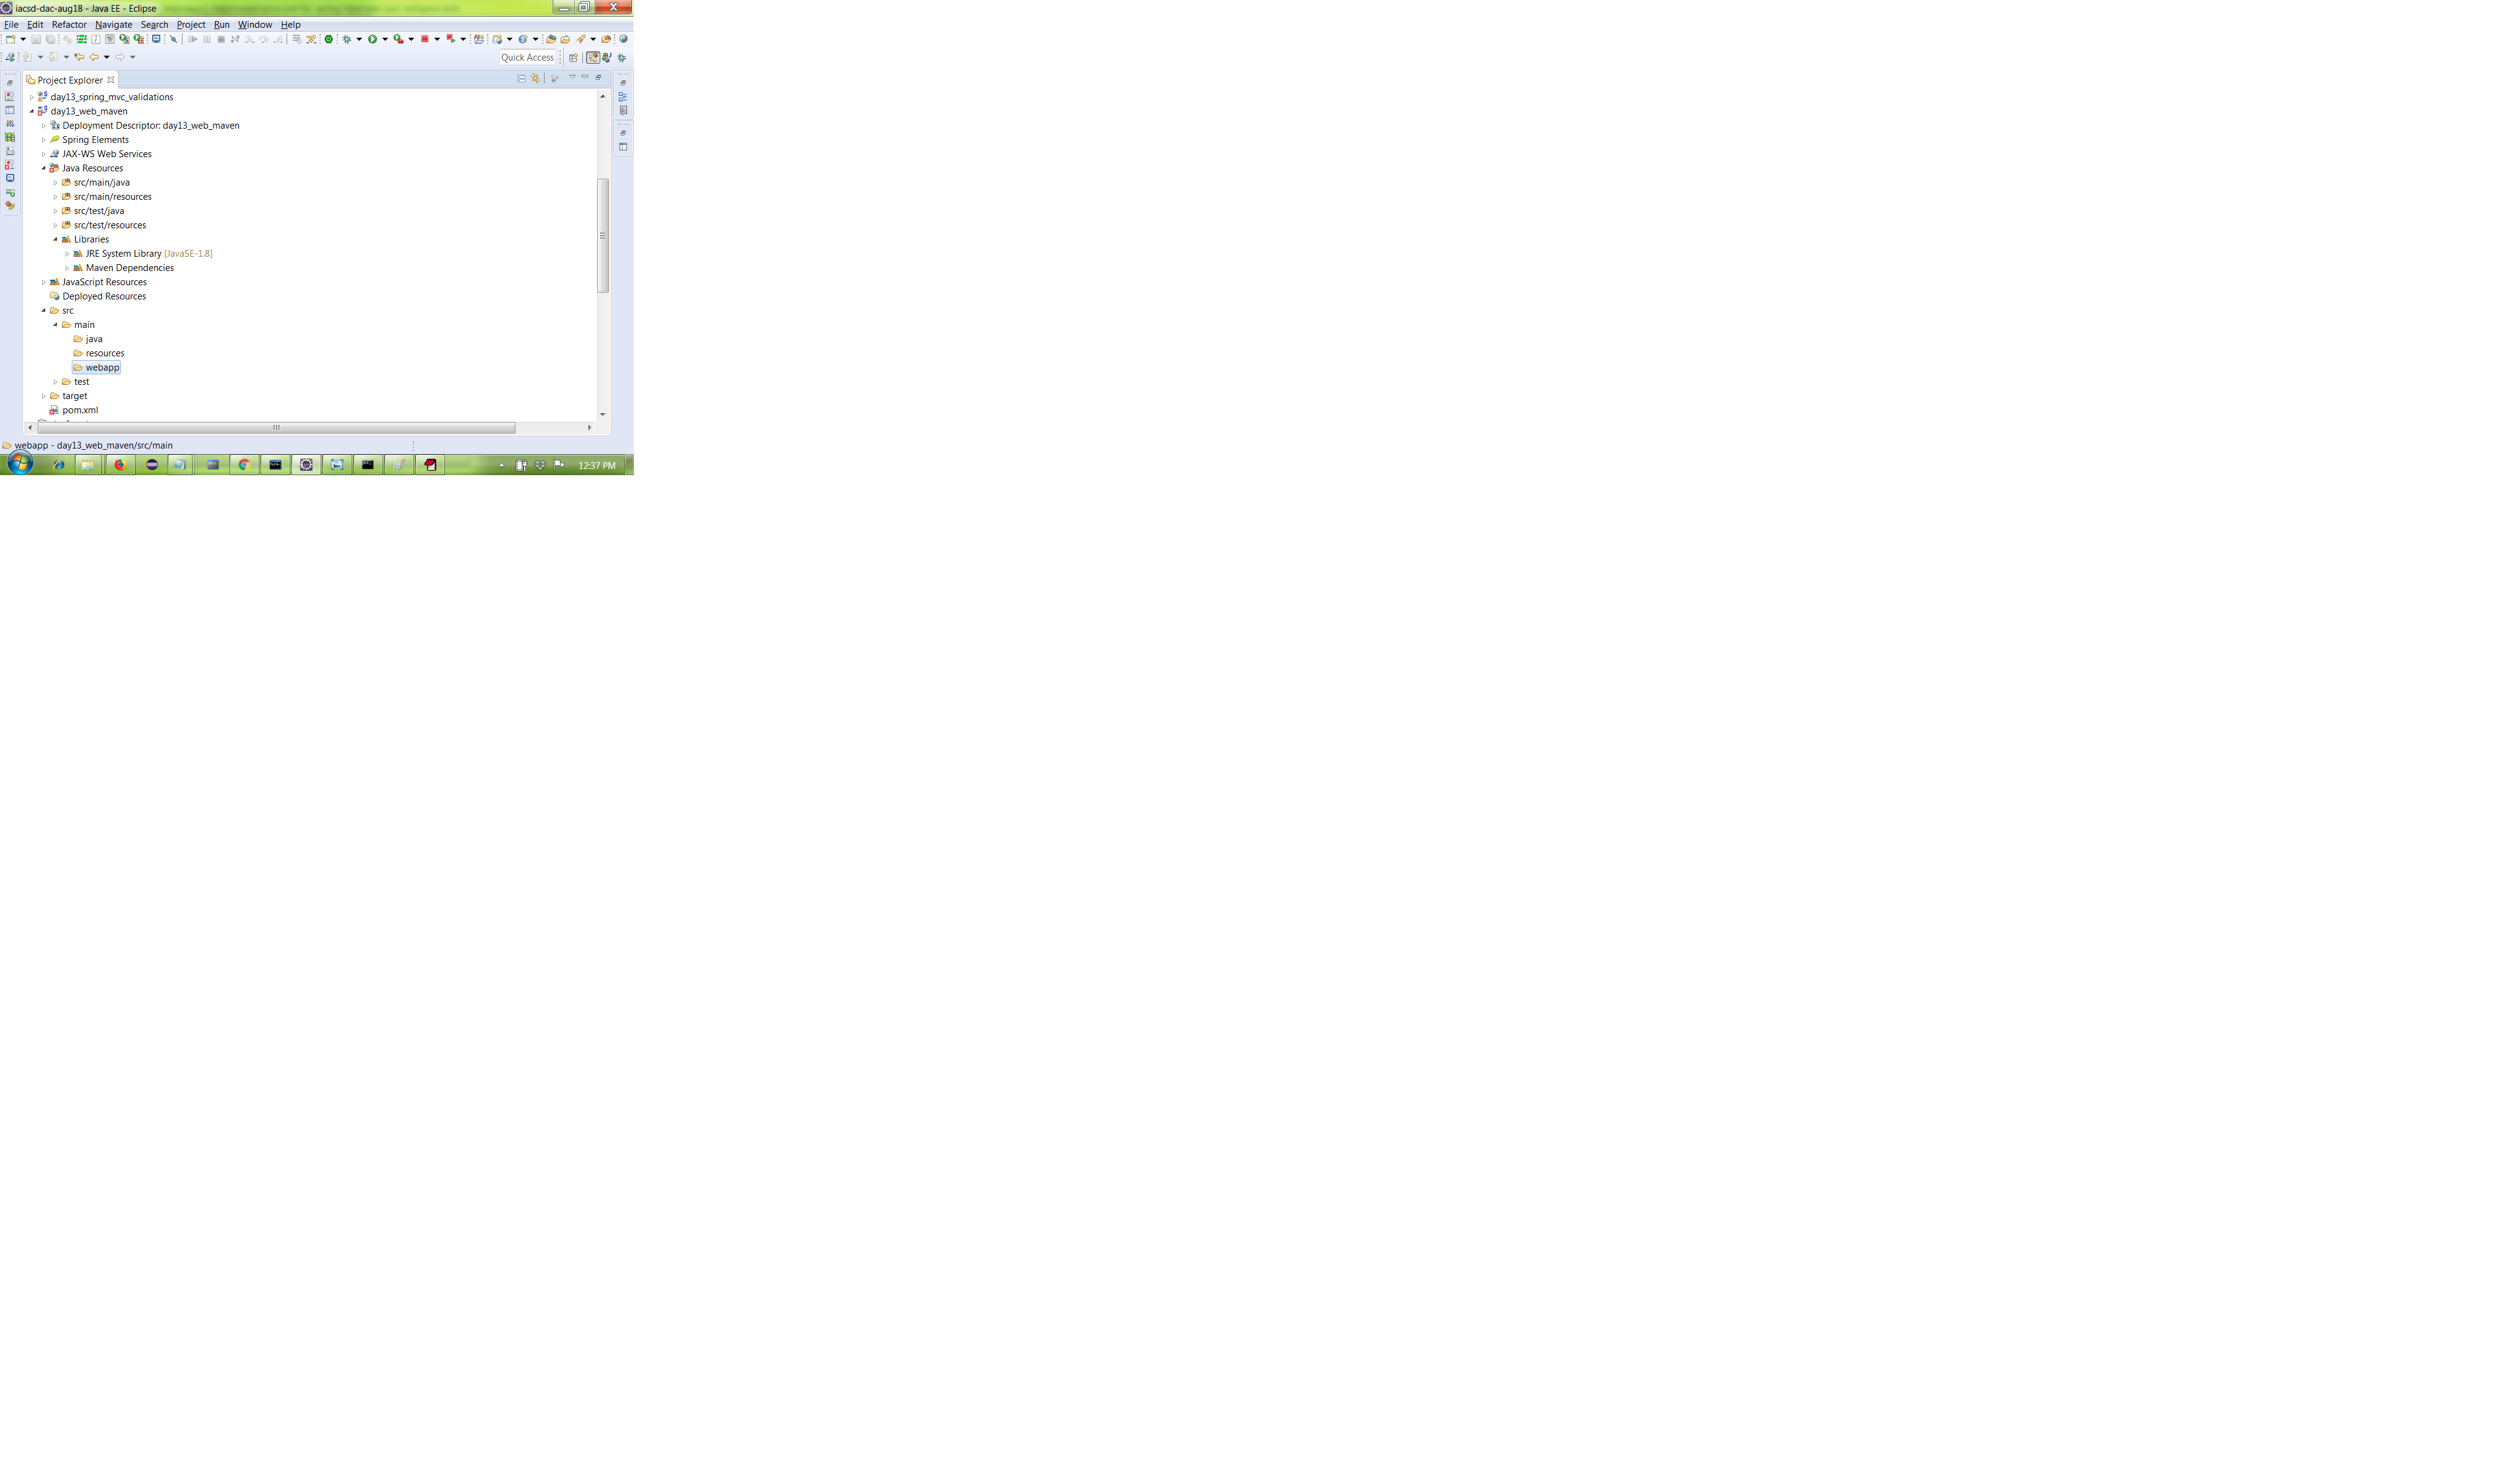 iacsd-dac-aug18 - Java EE - Eclipse
File Edit Refactor Navigate Search Project Run Window Help
Quick Access
Project Explorer
day13_spring_mvc_validations
day13_web_maven
Deployment Descriptor: day13_web_maven
Spring Elements
JAX-WS Web Services
Java Resources
src/main/java
src/main/resources
src/test/java
src/test/resources
Libraries
JRE System Library [JavaSE-1.8]
Maven Dependencies
JavaScript Resources
Deployed Resources
src
main
java
resources
webapp
test
target
pom.xml
webapp - day13_web_maven/src/main
12:37 PM